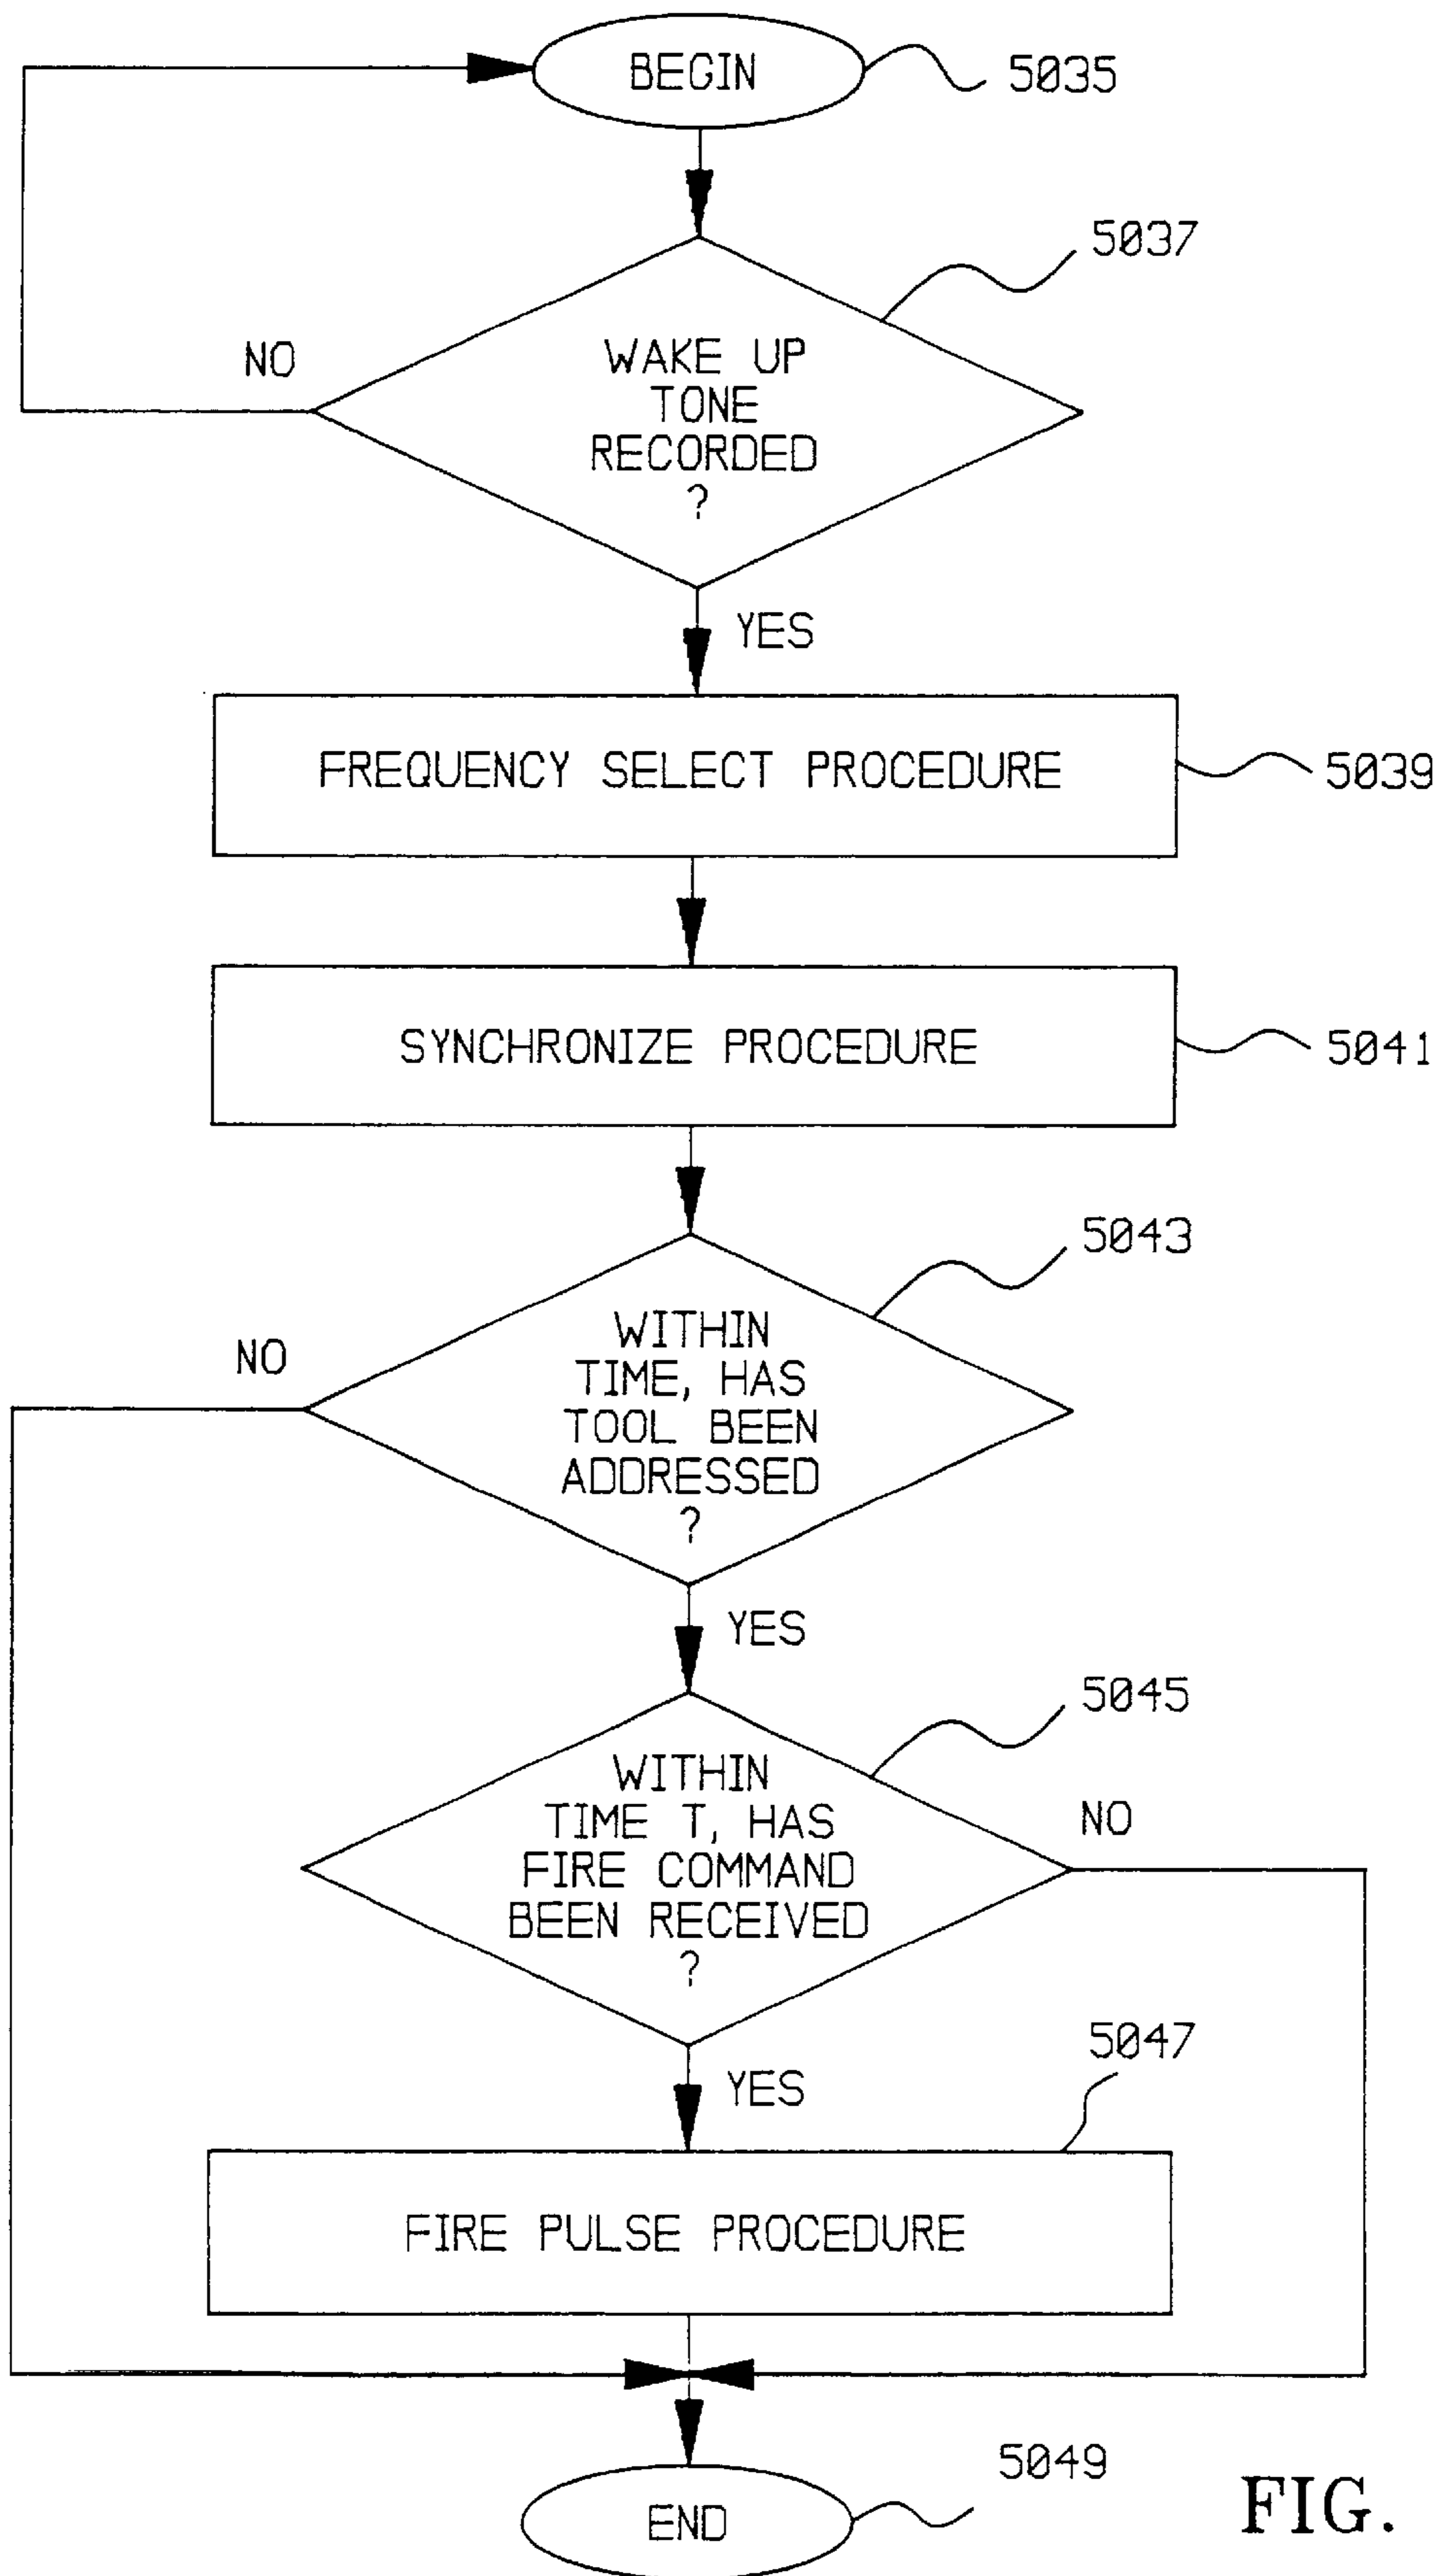 BEGIN
5035
5037
NO
WAKE UP
TONE
RECORDED
?
YES
FREQUENCY SELECT PROCEDURE
5039
SYNCHRONIZE PROCEDURE
5041
5043
NO
WITHIN
TIME, HAS
TOOL BEEN
ADDRESSED
?
YES
5045
WITHIN
TIME T, HAS
FIRE COMMAND
BEEN RECEIVED
?
NO
YES
5047
FIRE PULSE PROCEDURE
5049
END
FIG.